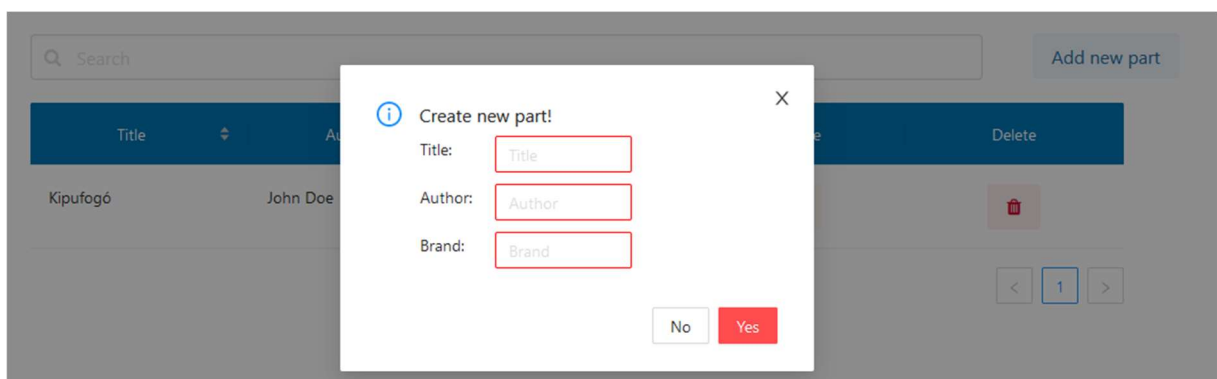 Search
Add new part
Create new part!
Title
Au
e
Delete
Title:
Title
Kipufogó
John Doe
Author:
Author
Brand:
Brand
1
No
Yes